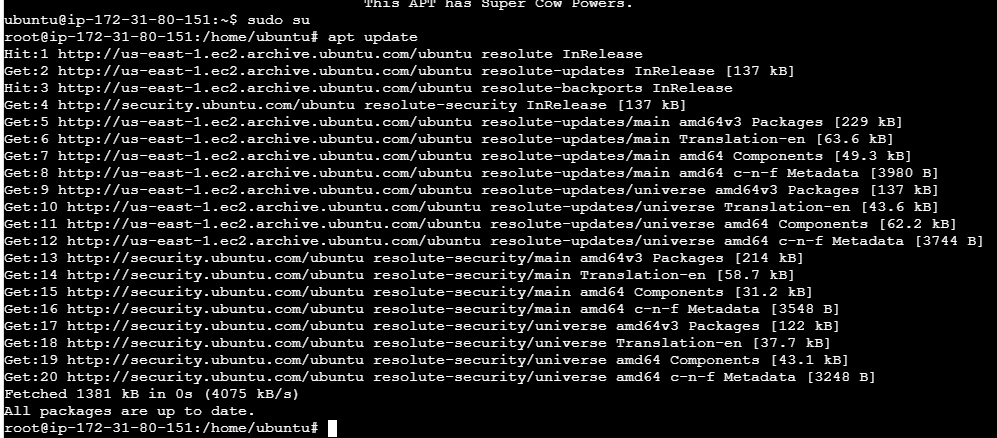 This APT has Super Cow Powers.
ubuntu@ip-172-31-80-151:~$ sudo su
root@ip-172-31-80-151:/home/ubuntu# apt update
Hit:1 http://us-east-1.ec2.archive.ubuntu.com/ubuntu resolute InRelease
Get:2 http://us-east-1.ec2.archive.ubuntu.com/ubuntu resolute-updates InRelease [137 kB]
Hit:3 http://us-east-1.ec2.archive.ubuntu.com/ubuntu resolute-backports InRelease
Get:4 http://security.ubuntu.com/ubuntu resolute-security InRelease [137 kB]
Get:5 http://us-east-1.ec2.archive.ubuntu.com/ubuntu resolute-updates/main amd64v3 Packages [229 kB]
Get:6 http://us-east-1.ec2.archive.ubuntu.com/ubuntu resolute-updates/main Translation-en [63.6 kB]
Get:7 http://us-east-1.ec2.archive.ubuntu.com/ubuntu resolute-updates/main amd64 Components [49.3 kB]
Get:8 http://us-east-1.ec2.archive.ubuntu.com/ubuntu resolute-updates/main amd64 c-n-f Metadata [3980 B]
Get:9 http://us-east-1.ec2.archive.ubuntu.com/ubuntu resolute-updates/universe amd64v3 Packages [137 kB]
Get:10 http://us-east-1.ec2.archive.ubuntu.com/ubuntu resolute-updates/universe Translation-en [43.6 kB]
Get:11 http://us-east-1.ec2.archive.ubuntu.com/ubuntu resolute-updates/universe amd64 Components [62.2 kB]
Get:12 http://us-east-1.ec2.archive.ubuntu.com/ubuntu resolute-updates/universe amd64 c-n-f Metadata [3744 B]
Get:13 http://security.ubuntu.com/ubuntu resolute-security/main amd64v3 Packages [214 kB]
Get:14 http://security.ubuntu.com/ubuntu resolute-security/main Translation-en [58.7 kB]
Get:15 http://security.ubuntu.com/ubuntu resolute-security/main amd64 Components [31.2 kB]
Get:16 http://security.ubuntu.com/ubuntu resolute-security/main amd64 c-n-f Metadata [3548 B]
Get:17 http://security.ubuntu.com/ubuntu resolute-security/universe amd64v3 Packages [122 kB]
Get:18 http://security.ubuntu.com/ubuntu resolute-security/universe Translation-en [37.7 kB]
Get:19 http://security.ubuntu.com/ubuntu resolute-security/universe amd64 Components [43.1 kB]
Get:20 http://security.ubuntu.com/ubuntu resolute-security/universe amd64 c-n-f Metadata [3248 B]
Fetched 1381 kB in 0s (4075 kB/s)
All packages are up to date.
root@ip-172-31-80-151:/home/ubuntu#